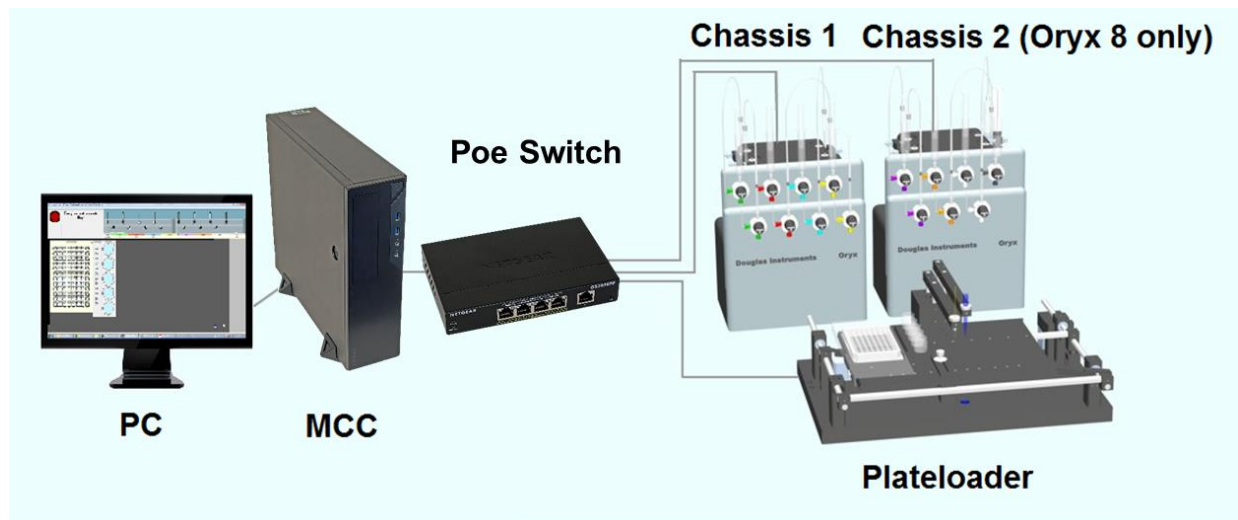 Chassis 1 Chassis 2 (Oryx 8 only)
Poe Switch
Douglas Instruments Oryx
Douglas Instruments Oryx
NETGEAR
PC
MCC
Plateloader